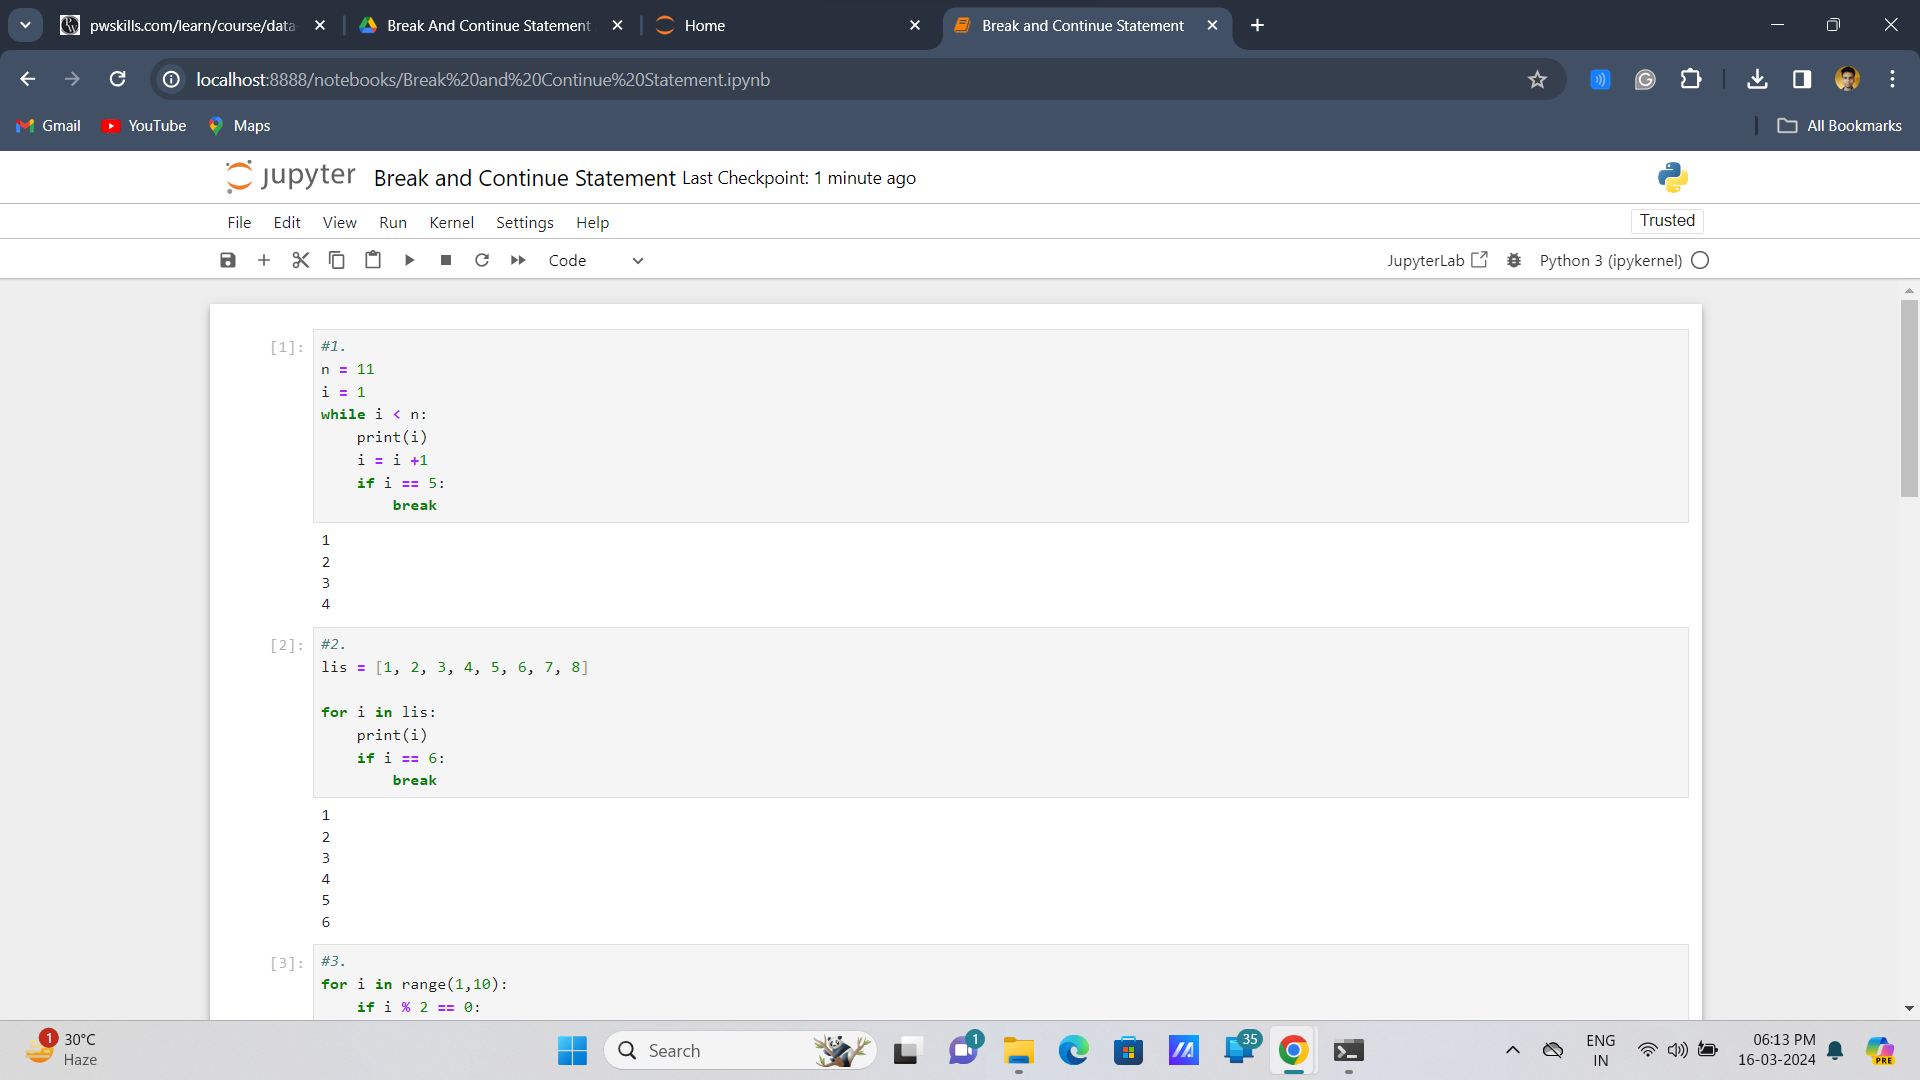 pwskills.com/learn/course/data-
Break And Continue Statement
Home
Break and Continue Statement
localhost:8888/notebooks/Break%20and%20Continue%20Statement.ipynb
Gmail
YouTube
Maps
All Bookmarks
jupyter
Break and Continue Statement Last Checkpoint: 1 minute ago
File Edit View Run Kernel Settings Help
Trusted
Code
JupyterLab
Python 3 (ipykernel)
[1]:
#1.
n = 11
i = 1
while i < n:
    print(i)
    i = i +1
    if i == 5:
        break
1
2
3
4
[2]:
#2.
lis = [1, 2, 3, 4, 5, 6, 7, 8]
for i in lis:
    print(i)
    if i == 6:
        break
1
2
3
4
5
6
[3]:
#3.
for i in range(1,10):
    if i % 2 == 0:
1
30°C
Haze
Search
1
35
ENG
IN
06:13 PM
16-03-2024
PRE